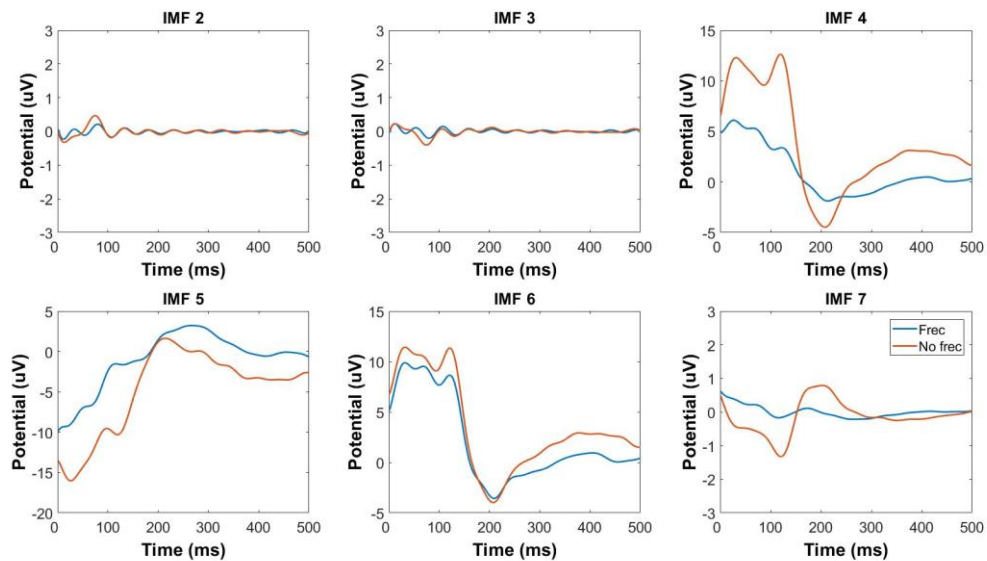 IMF 2
3
2
1
0
-1
-2
-3
Potential (uV)
0 100 200 300 400 500
Time (ms)
IMF 3
3
2
1
0
-1
-2
-3
Potential (uV)
0 100 200 300 400 500
Time (ms)
IMF 4
15
10
5
0
-5
Potential (uV)
0 100 200 300 400 500
Time (ms)
IMF 5
5
0
-5
-10
-15
-20
Potential (uV)
0 100 200 300 400 500
Time (ms)
IMF 6
15
10
5
0
-5
Potential (uV)
0 100 200 300 400 500
Time (ms)
IMF 7
3
2
1
0
-1
-2
-3
Potential (uV)
Frec
No frec
0 100 200 300 400 500
Time (ms)